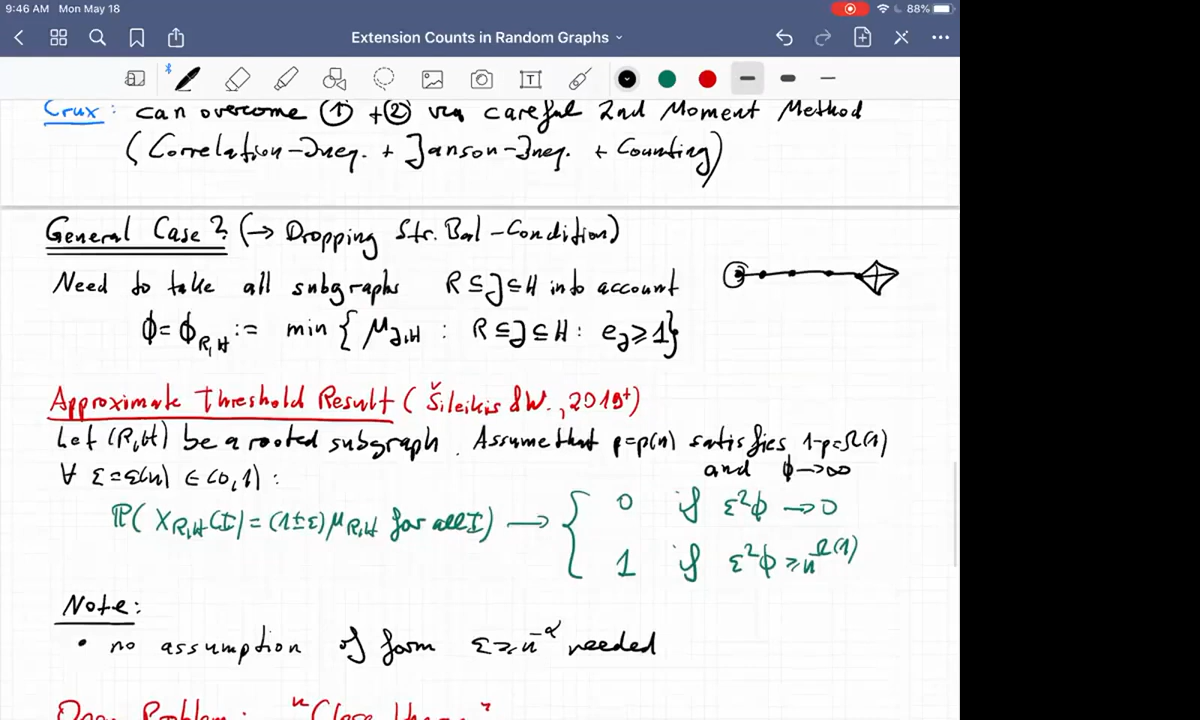 9:46 AM Mon May 18
88%
Extension Counts in Random Graphs
Crux: can overcome ① + ② via careful 2nd Moment Method
(Correlation-Ineq. + Janson-Ineq. + Counting)
General Case? (→ Dropping Str. Bal-Condition)
Need to take all subgraphs R ⊆ J ⊆ H into account
Φ = Φ_{R,H} := min { μ_{J,H} : R ⊆ J ⊆ H : e_J ≥ 1 }
Approximate Threshold Result (Šileikis & W., 2019+)
Let (R,H) be a rooted subgraph. Assume that p=p(n) satisfies 1-p=Ω(1)
and Φ→∞
∀ ε=ε(n) ∈ (0,1) :
P( X_{R,H}(I) = (1±ε) μ_{R,H} for all I ) → { 0 if ε²Φ → 0
1 if ε²Φ ≥ n^{Ω(1)}
Note:
• no assumption of form ε ≥ n^{-α} needed
Open Problem: "